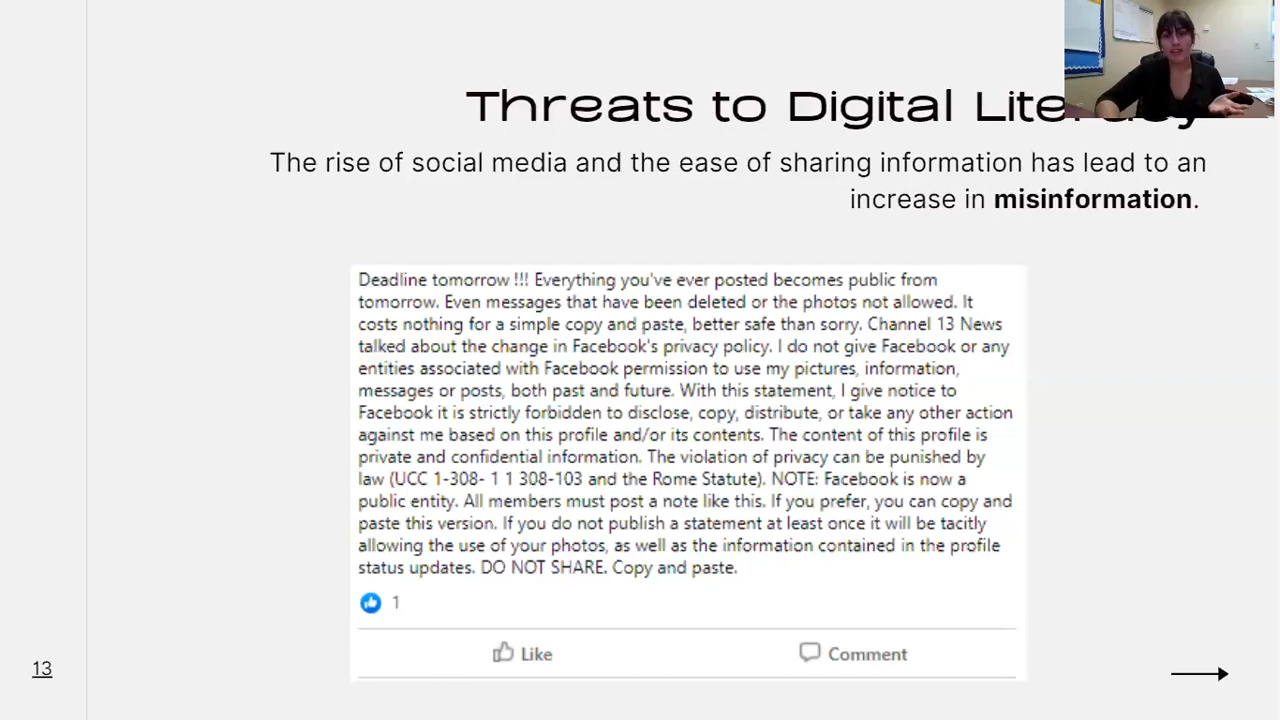 Threats to Digital Literacy
The rise of social media and the ease of sharing information has lead to an
increase in misinformation.
Deadline tomorrow !!! Everything you've ever posted becomes public from
tomorrow. Even messages that have been deleted or the photos not allowed. It
costs nothing for a simple copy and paste, better safe than sorry. Channel 13 News
talked about the change in Facebook's privacy policy. I do not give Facebook or any
entities associated with Facebook permission to use my pictures, information,
messages or posts, both past and future. With this statement, I give notice to
Facebook it is strictly forbidden to disclose, copy, distribute, or take any other action
against me based on this profile and/or its contents. The content of this profile is
private and confidential information. The violation of privacy can be punished by
law (UCC 1-308- 1 1 308-103 and the Rome Statute). NOTE: Facebook is now a
public entity. All members must post a note like this. If you prefer, you can copy and
paste this version. If you do not publish a statement at least once it will be tacitly
allowing the use of your photos, as well as the information contained in the profile
status updates. DO NOT SHARE. Copy and paste.
1
Like
Comment
13